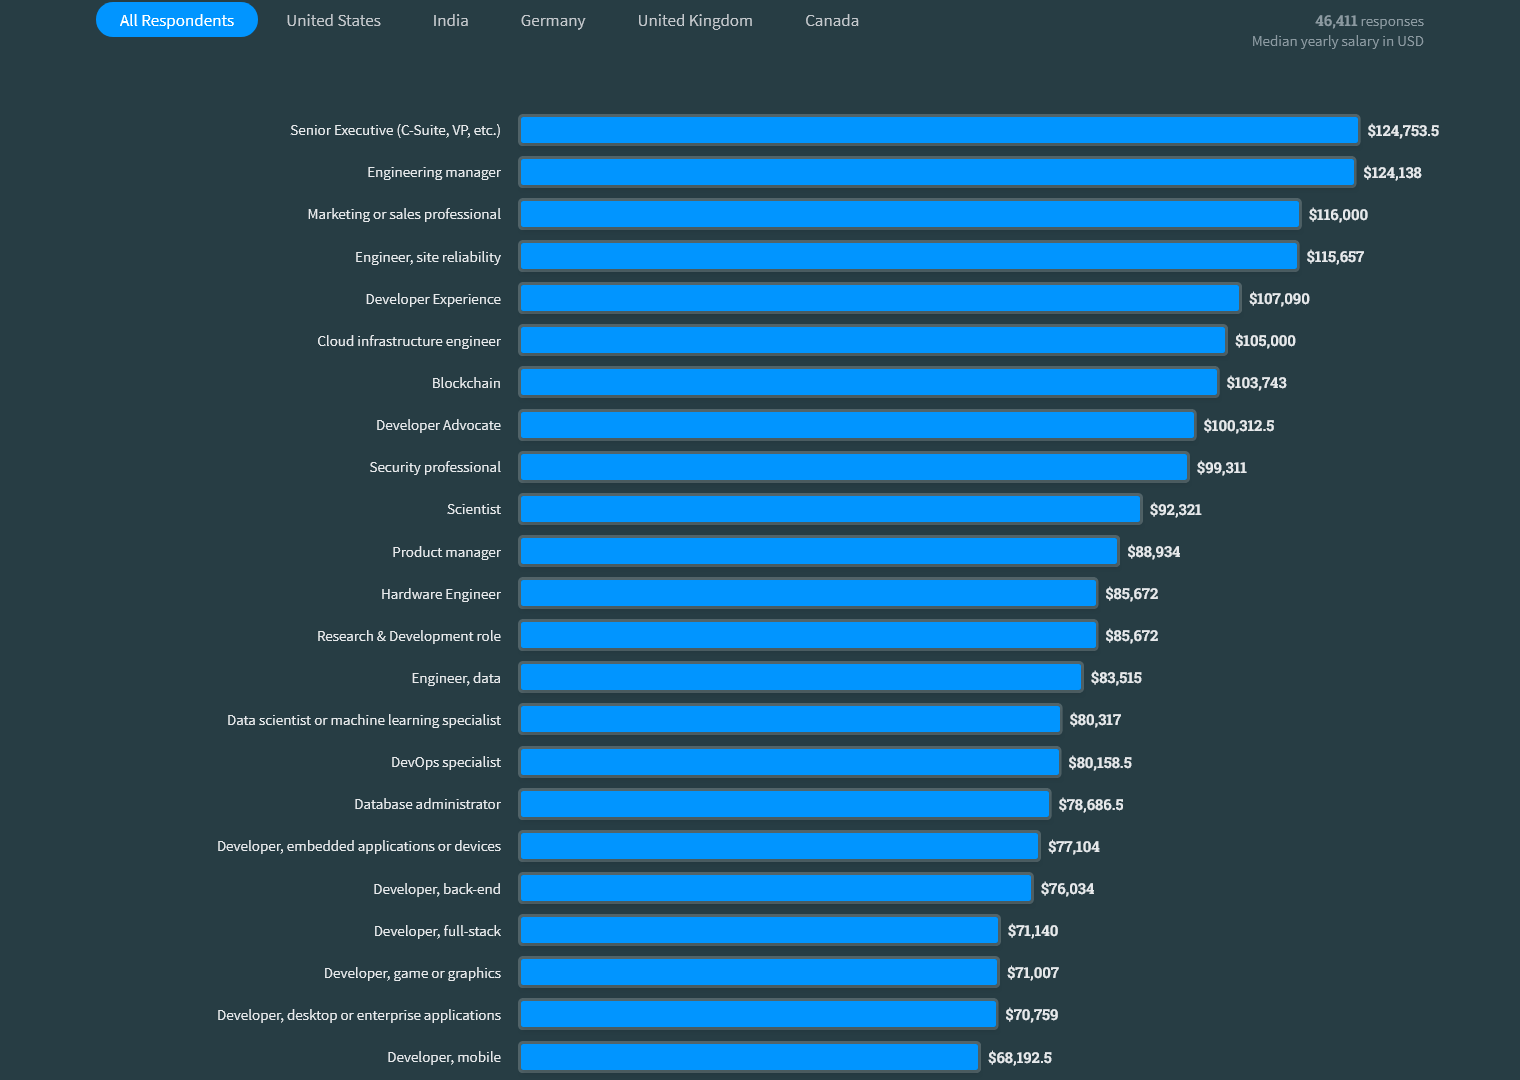 All Respondents United States India Germany United Kingdom Canada
46,411 responses
Median yearly salary in USD
Senior Executive (C-Suite, VP, etc.) $124,753.5
Engineering manager $124,138
Marketing or sales professional $116,000
Engineer, site reliability $115,657
Developer Experience $107,090
Cloud infrastructure engineer $105,000
Blockchain $103,743
Developer Advocate $100,312.5
Security professional $99,311
Scientist $92,321
Product manager $88,934
Hardware Engineer $85,672
Research & Development role $85,672
Engineer, data $83,515
Data scientist or machine learning specialist $80,317
DevOps specialist $80,158.5
Database administrator $78,686.5
Developer, embedded applications or devices $77,104
Developer, back-end $76,034
Developer, full-stack $71,140
Developer, game or graphics $71,007
Developer, desktop or enterprise applications $70,759
Developer, mobile $68,192.5